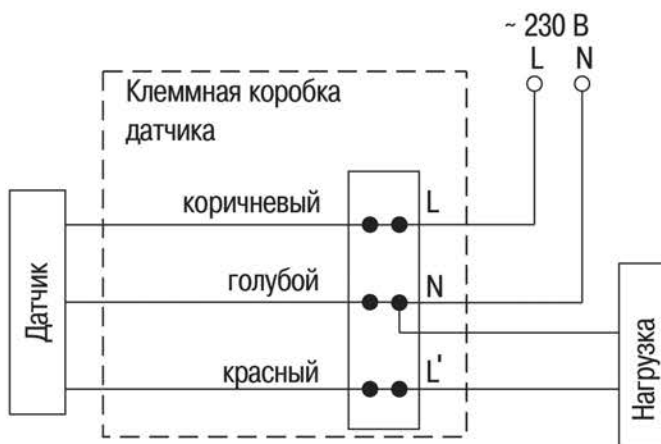 ~ 230 В
L N
Клеммная коробка
датчика
коричневый L
голубой N
красный L'
Датчик
Нагрузка